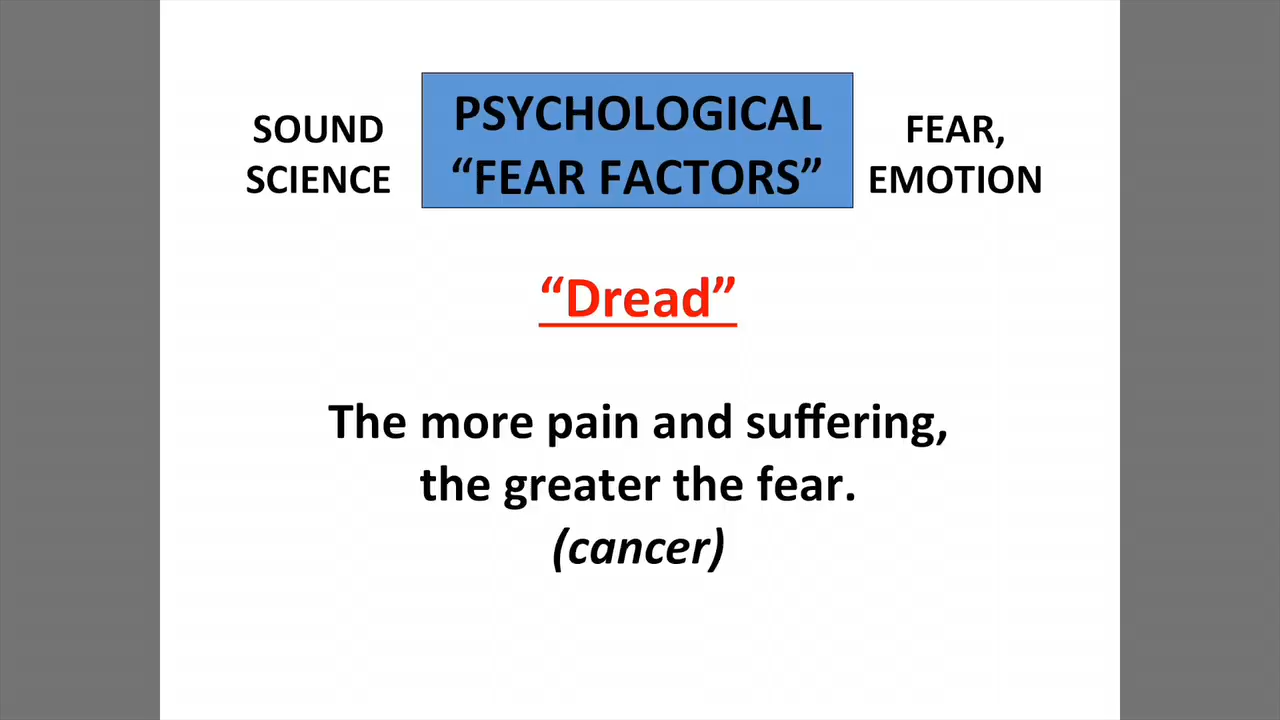 SOUND
SCIENCE
PSYCHOLOGICAL
“FEAR FACTORS”
FEAR,
EMOTION
“Dread”
The more pain and suffering,
the greater the fear.
(cancer)